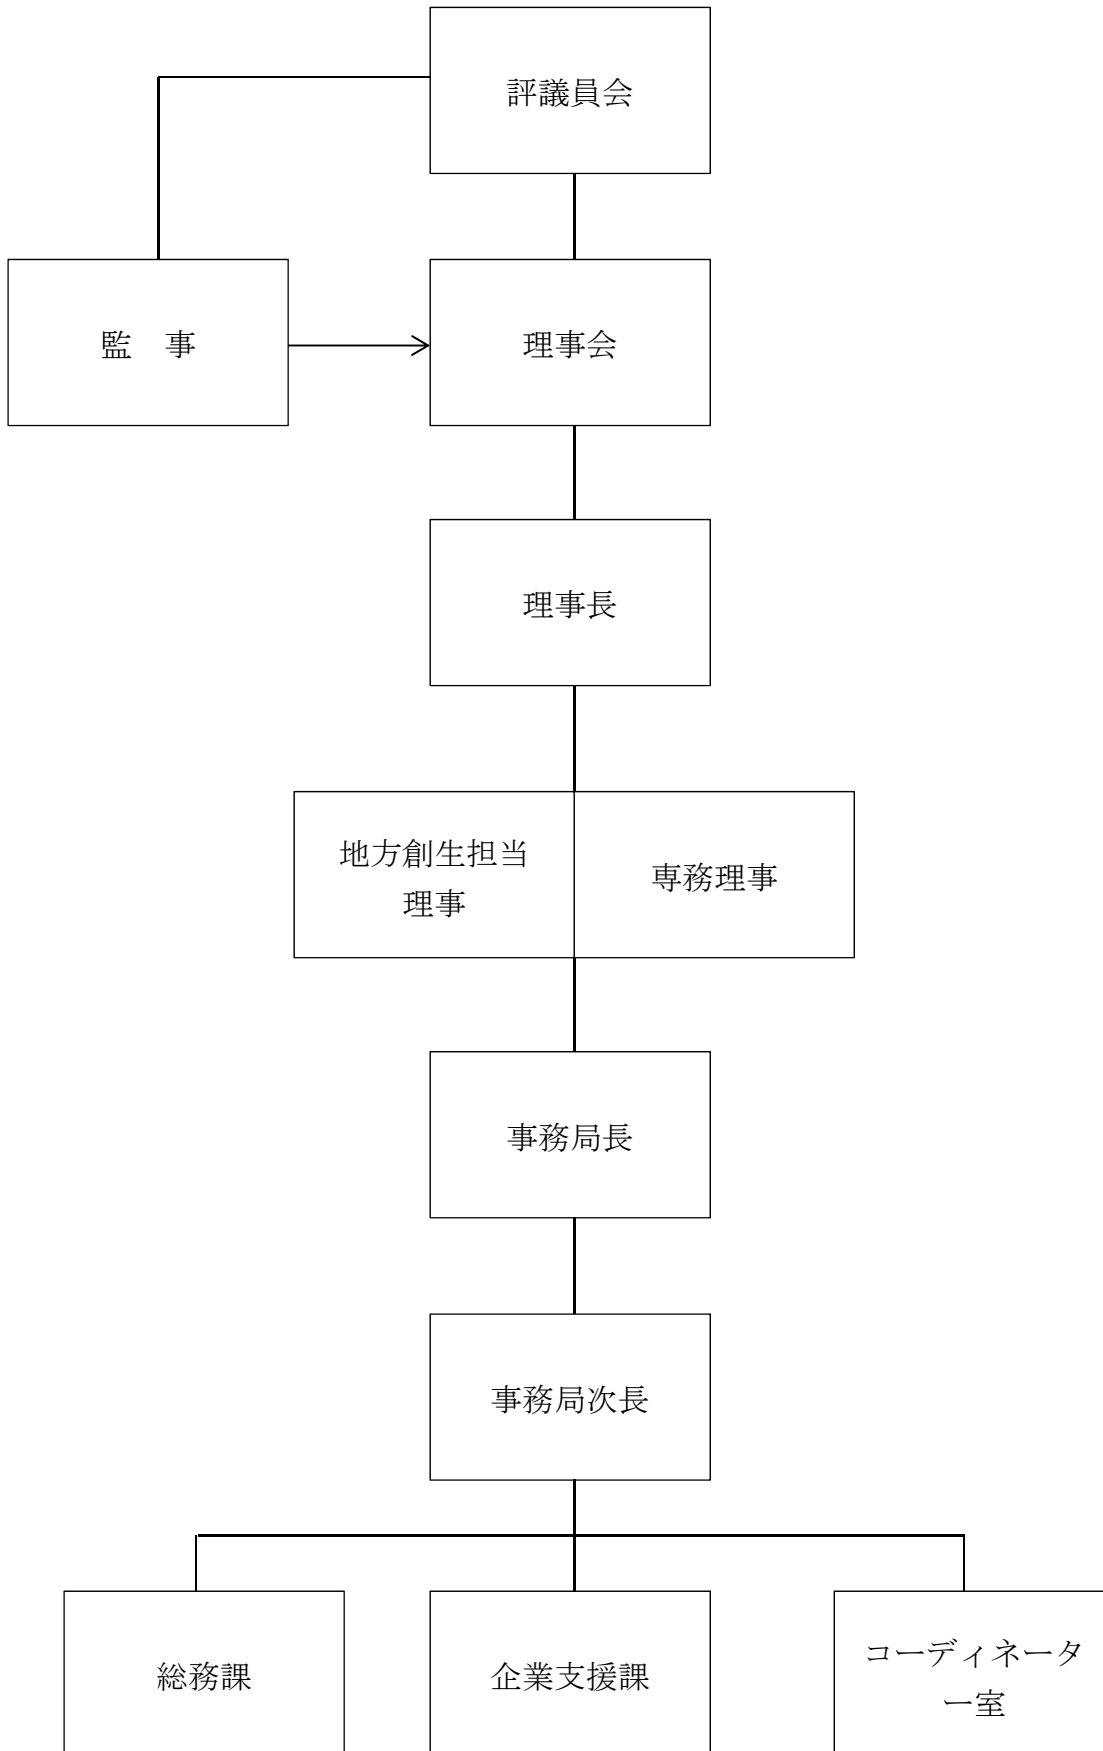 評議員会
監　事
理事会
理事長
地方創生担当
理事
専務理事
事務局長
事務局次長
総務課
企業支援課
コーディネータ
ー室